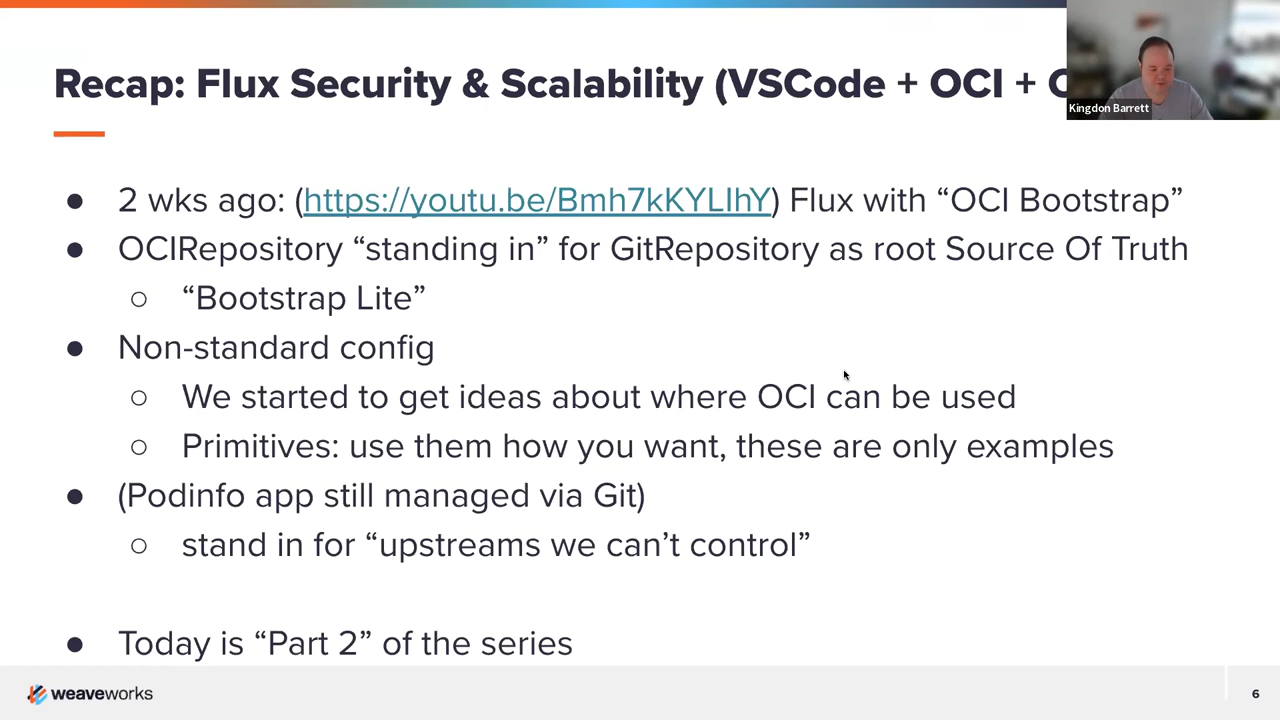 Recap: Flux Security & Scalability (VSCode + OCI +
Kingdon Barrett
● 2 wks ago: (https://youtu.be/Bmh7kKYLIhY) Flux with “OCI Bootstrap”
● OCIRepository “standing in” for GitRepository as root Source Of Truth
○ “Bootstrap Lite”
● Non-standard config
○ We started to get ideas about where OCI can be used
○ Primitives: use them how you want, these are only examples
● (Podinfo app still managed via Git)
○ stand in for “upstreams we can’t control”
● Today is “Part 2” of the series
weaveworks
6